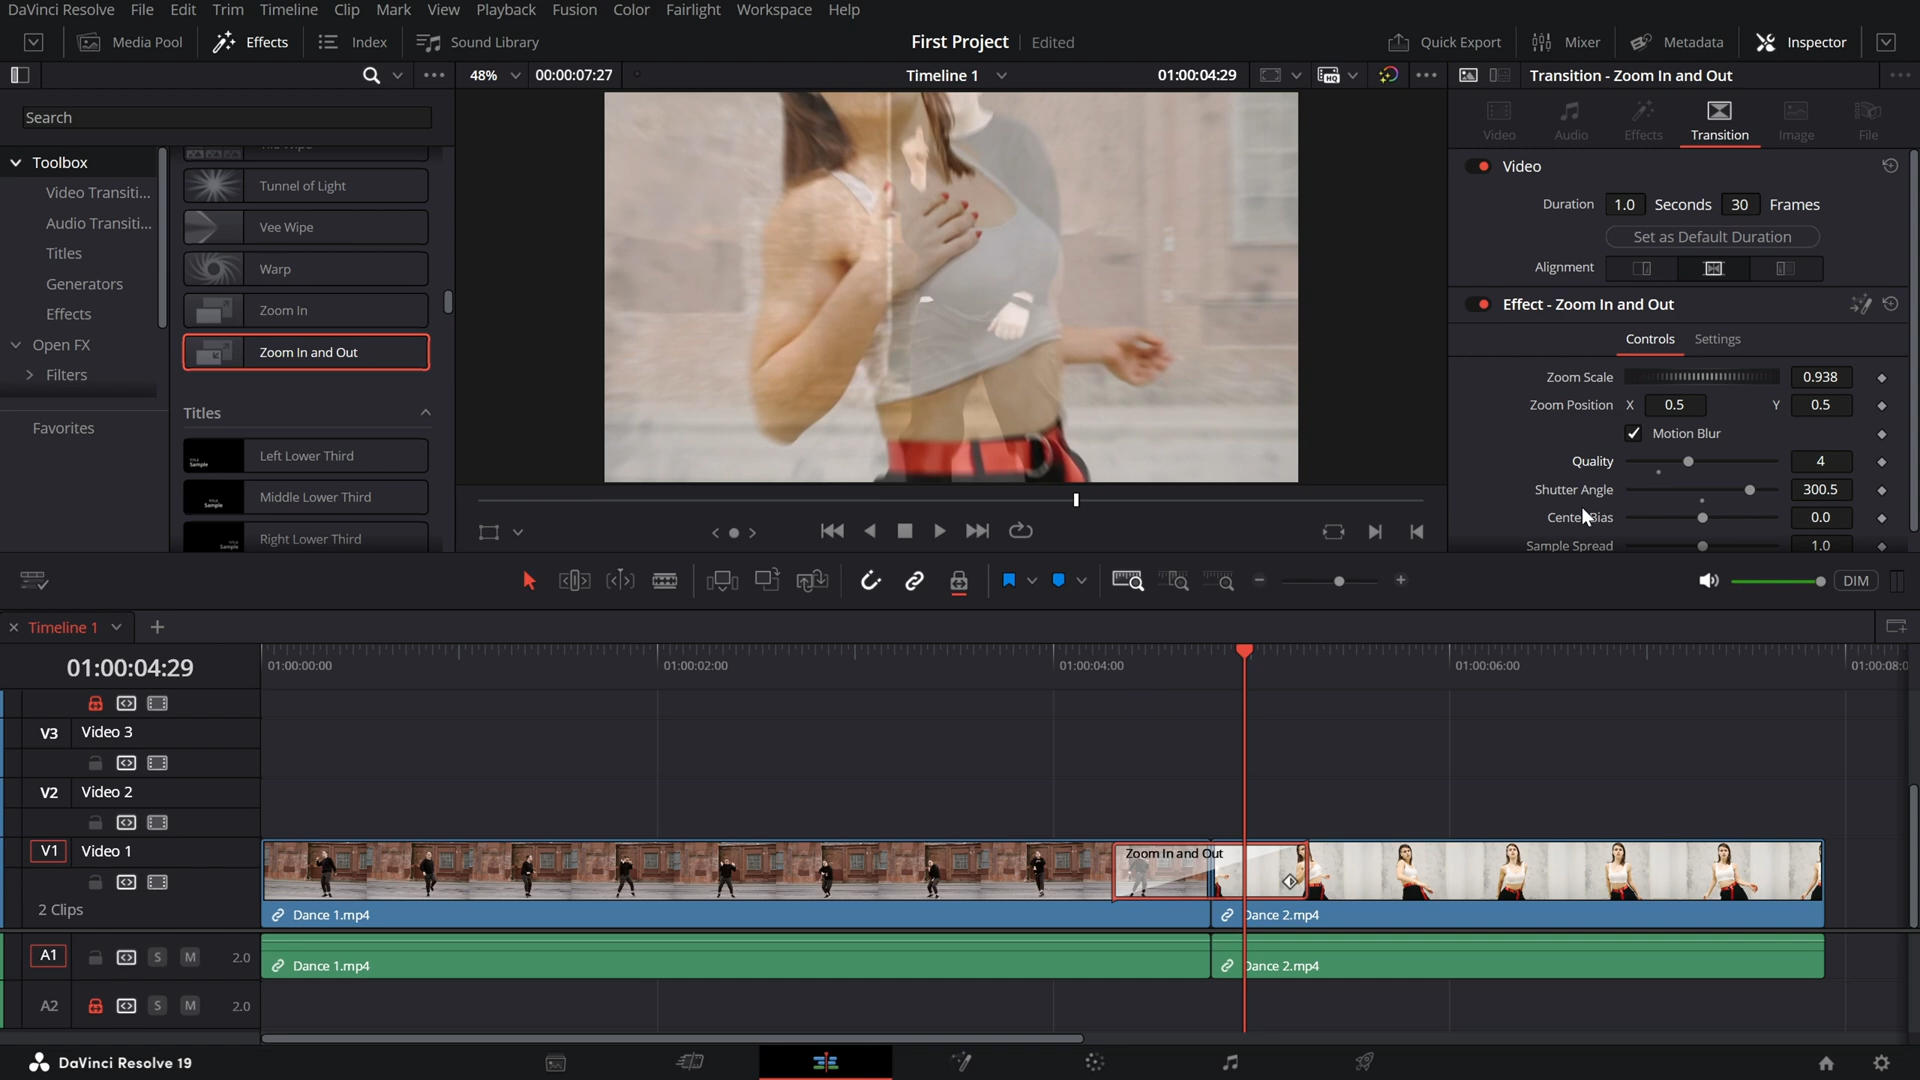 DaVinci Resolve File Edit Trim Timeline Clip Mark View Playback Fusion Color Fairlight Workspace Help
Media Pool Effects Index Sound Library First Project Edited Quick Export Mixer Metadata Inspector
48% 00:00:07:27 Timeline 1 01:00:04:29 HQ Transition - Zoom In and Out
Search
Video Audio Effects Transition Image File
Toolbox
Video Transiti...
Audio Transiti...
Titles
Generators
Effects
Open FX
Filters
Favorites
Tunnel of Light
Vee Wipe
Warp
Zoom In
Zoom In and Out
Titles
Sample Left Lower Third
Sample Middle Lower Third
Right Lower Third
Video
Duration 1.0 Seconds 30 Frames
Set as Default Duration
Alignment
Effect - Zoom In and Out
Controls Settings
Zoom Scale 0.938
Zoom Position X 0.5 Y 0.5
Motion Blur
Quality 4
Shutter Angle 300.5
Center Bias 0.0
Sample Spread 1.0
DIM
Timeline 1
01:00:04:29 01:00:00:00 01:00:02:00 01:00:04:00 01:00:06:00
V3 Video 3
V2 Video 2
V1 Video 1
2 Clips
Zoom In and Out
Dance 1.mp4 Dance 2.mp4
A1 S M 2.0 Dance 1.mp4 Dance 2.mp4
A2 S M 2.0
DaVinci Resolve 19